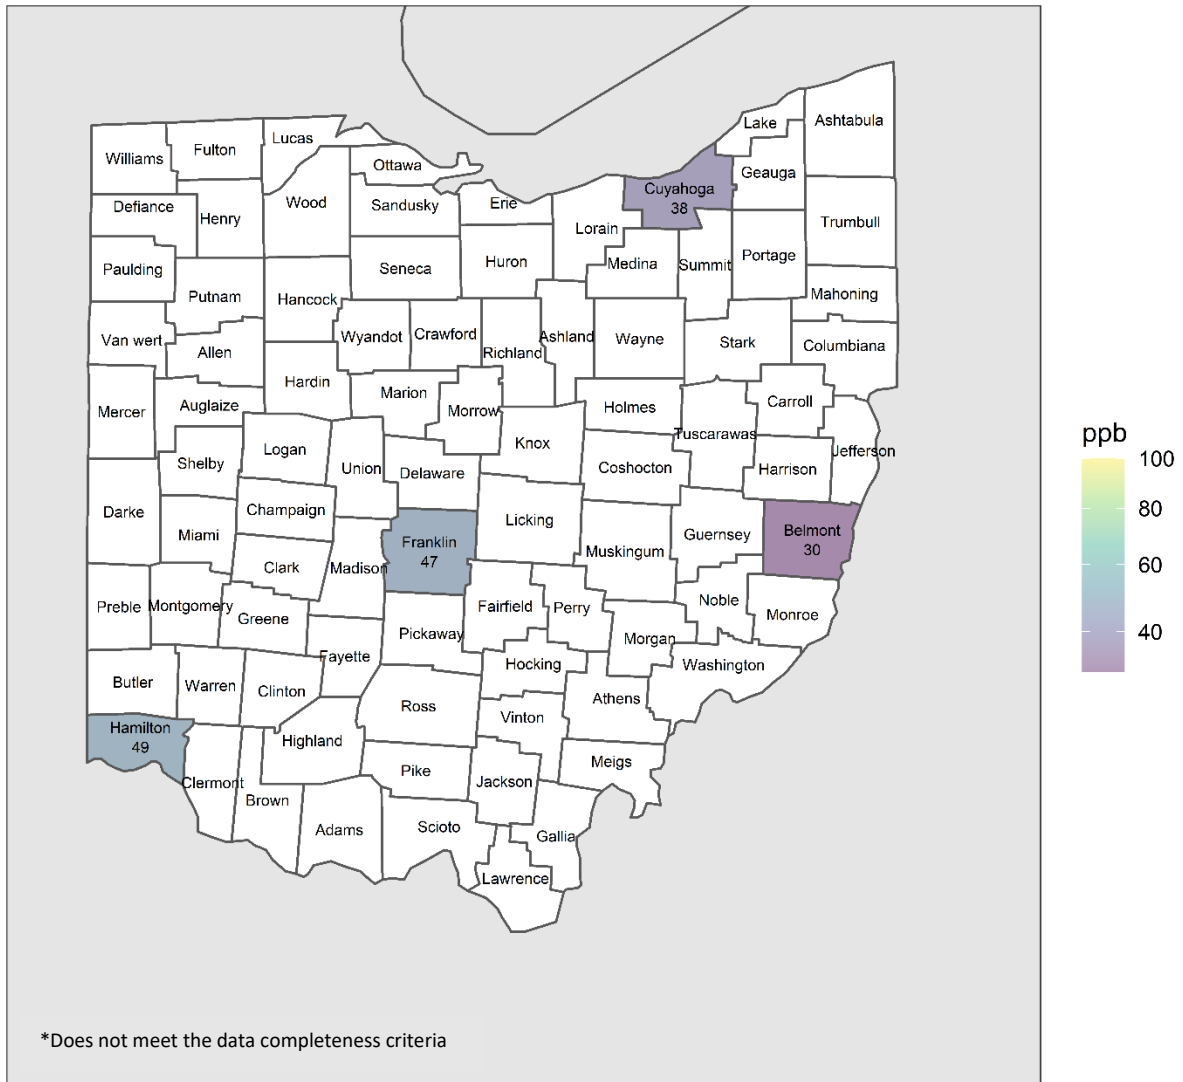 Lake
Ashtabula
Lucas
Fulton
Williams
Ottawa
Geauga
Cuyahoga
38
Defiance
Henry
Wood
Sandusky
Erie
Lorain
Trumbull
Paulding
Seneca
Huron
Medina
Summit
Portage
Putnam
Hancock
Mahoning
Van wert
Allen
Wyandot
Crawford
Richland
Ashland
Wayne
Stark
Columbiana
Mercer
Auglaize
Hardin
Marion
Morrow
Holmes
Carroll
Tuscarawas
Jefferson
Logan
Knox
Shelby
Union
Delaware
Coshocton
Harrison
Darke
Champaign
Miami
Licking
Franklin
47
Guernsey
Belmont
30
Muskingum
Clark
Madison
Preble
Montgomery
Greene
Fairfield
Perry
Noble
Monroe
Pickaway
Morgan
Fayette
Hocking
Washington
Butler
Warren
Clinton
Ross
Athens
Vinton
Hamilton
49
Highland
Clermont
Pike
Jackson
Meigs
Brown
Adams
Scioto
Gallia
Lawrence
*Does not meet the data completeness criteria
ppb
100
80
60
40